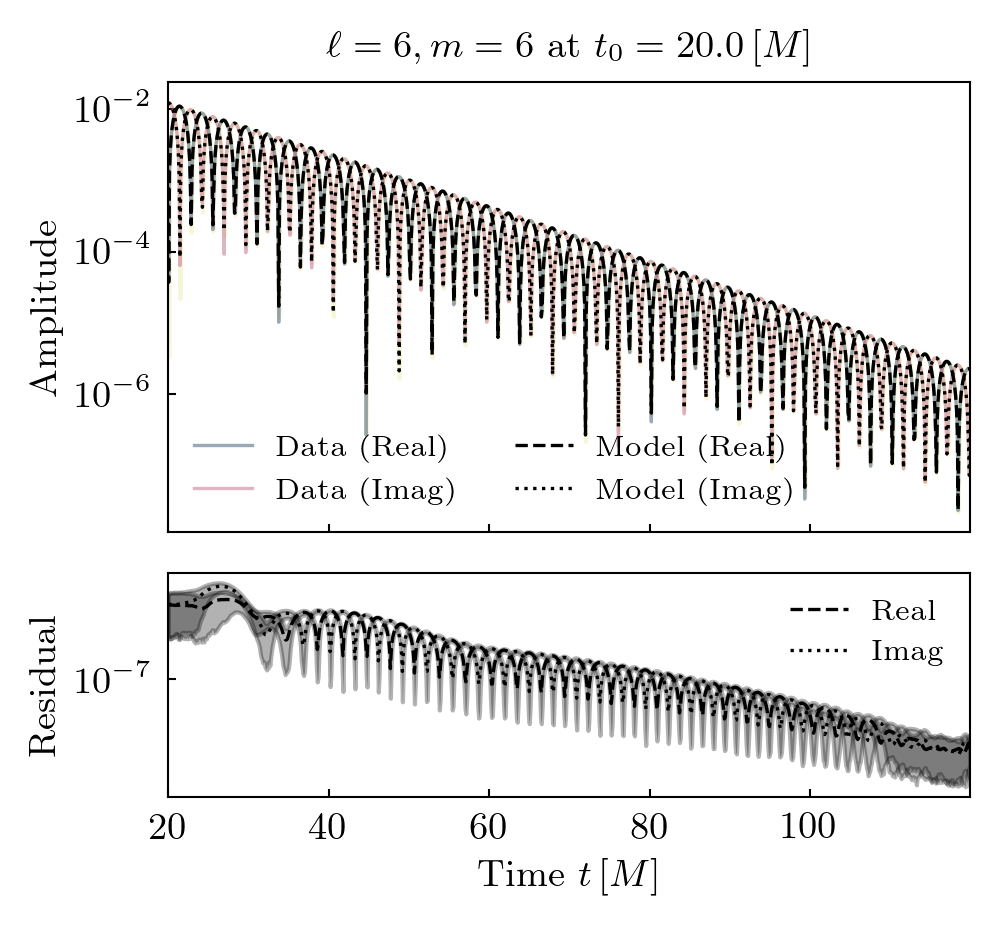 ℓ = 6, m = 6 at t₀ = 20.0 [M]
10⁻²
10⁻⁴
10⁻⁶
Amplitude
Data (Real)
Data (Imag)
Model (Real)
Model (Imag)
Real
Imag
10⁻⁷
Residual
20 40 60 80 100
Time t [M]